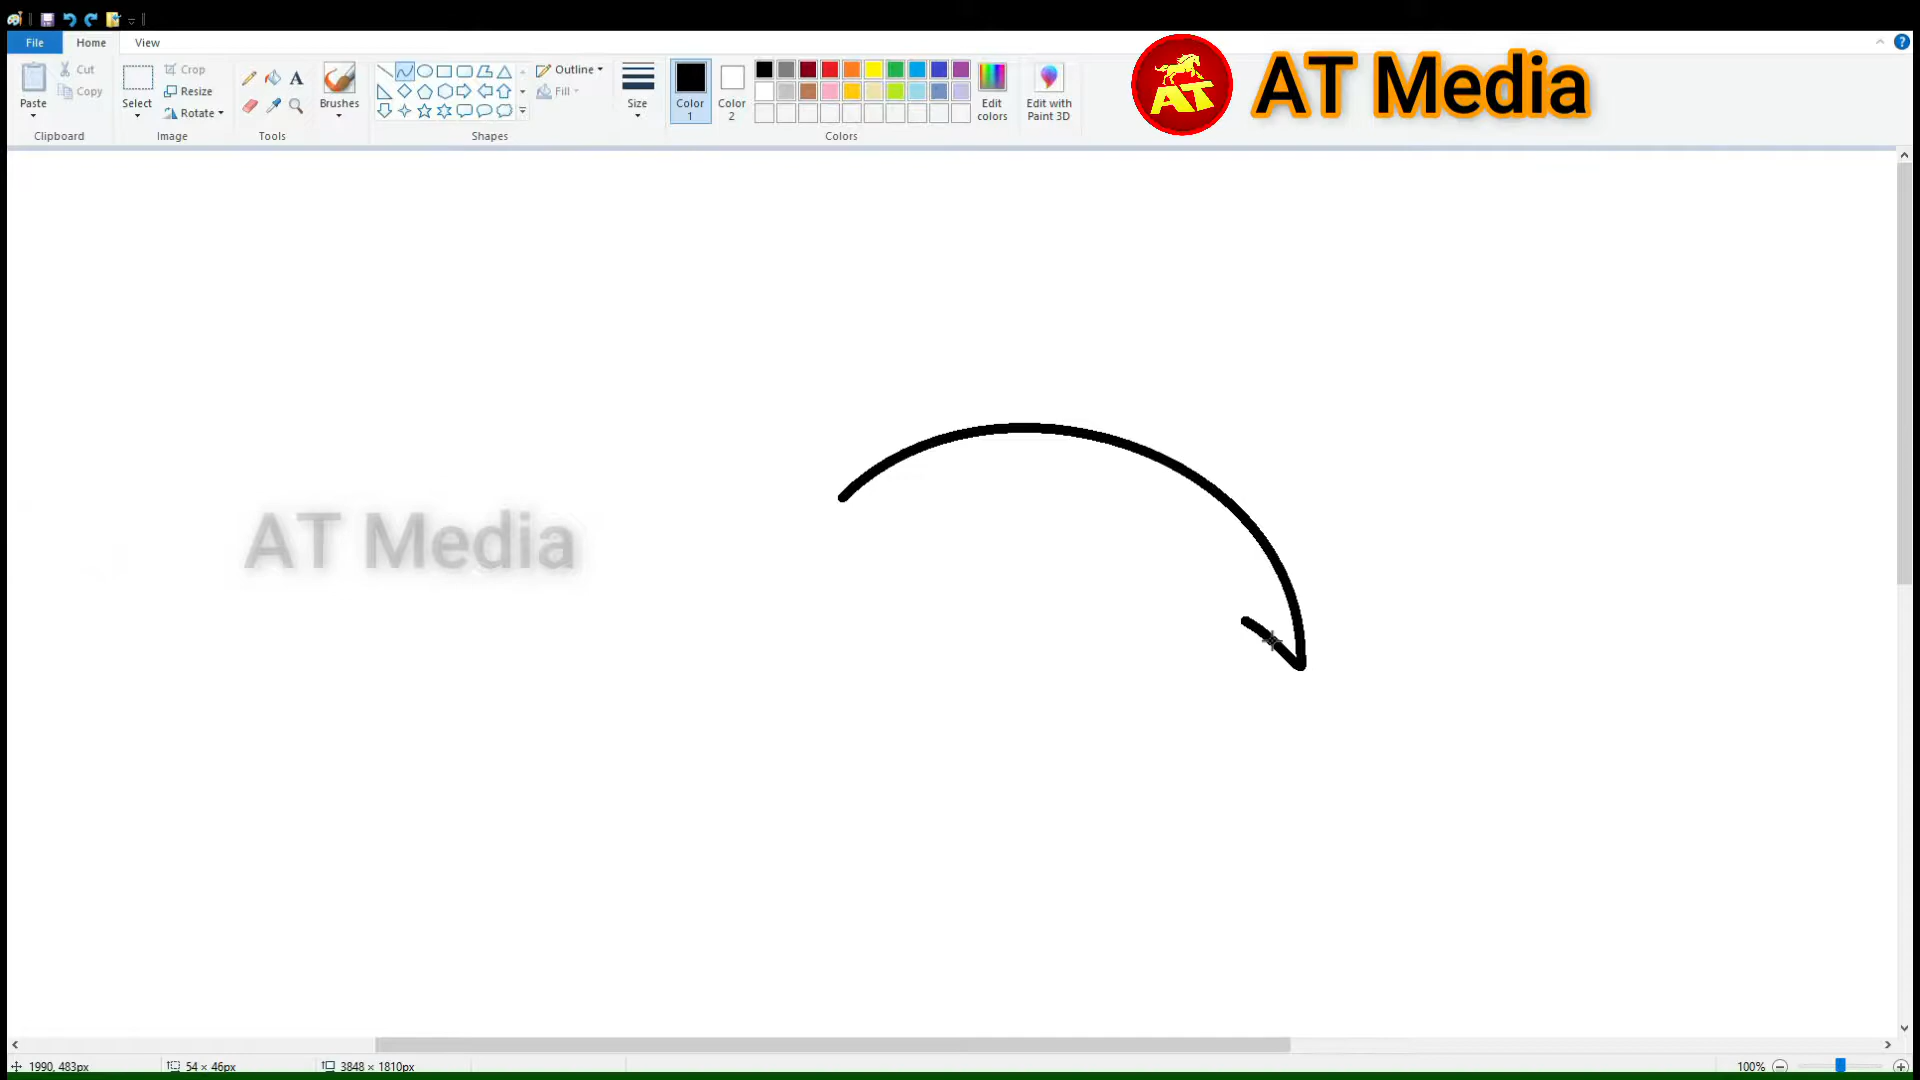 File Home View
AT Media
AT
Paste
Cut
Copy
Clipboard
Select
Crop
Resize
Rotate
Image
A
Tools
Brushes
Shapes
Outline
Fill
Size
Color 1
Color 2
Colors
Edit colors
Edit with Paint 3D
?
AT Media
1990, 483px 54 × 46px 3848 × 1810px 100%